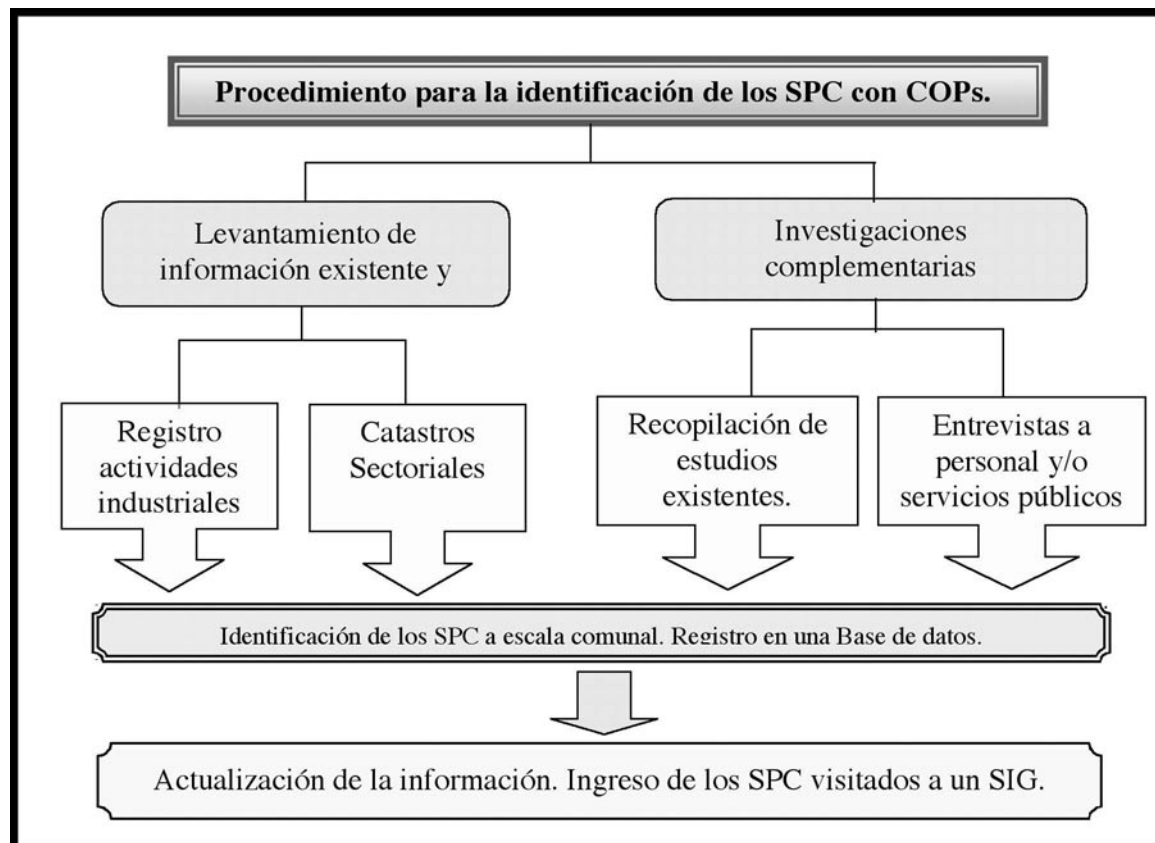 Procedimiento para la identificación de los SPC con COPs.
Levantamiento de
información existente y
Investigaciones
complementarias
Registro
actividades
industriales
Catastros
Sectoriales
Recopilación de
estudios
existentes.
Entrevistas a
personal y/o
servicios públicos
Identificación de los SPC a escala comunal. Registro en una Base de datos.
Actualización de la información. Ingreso de los SPC visitados a un SIG.